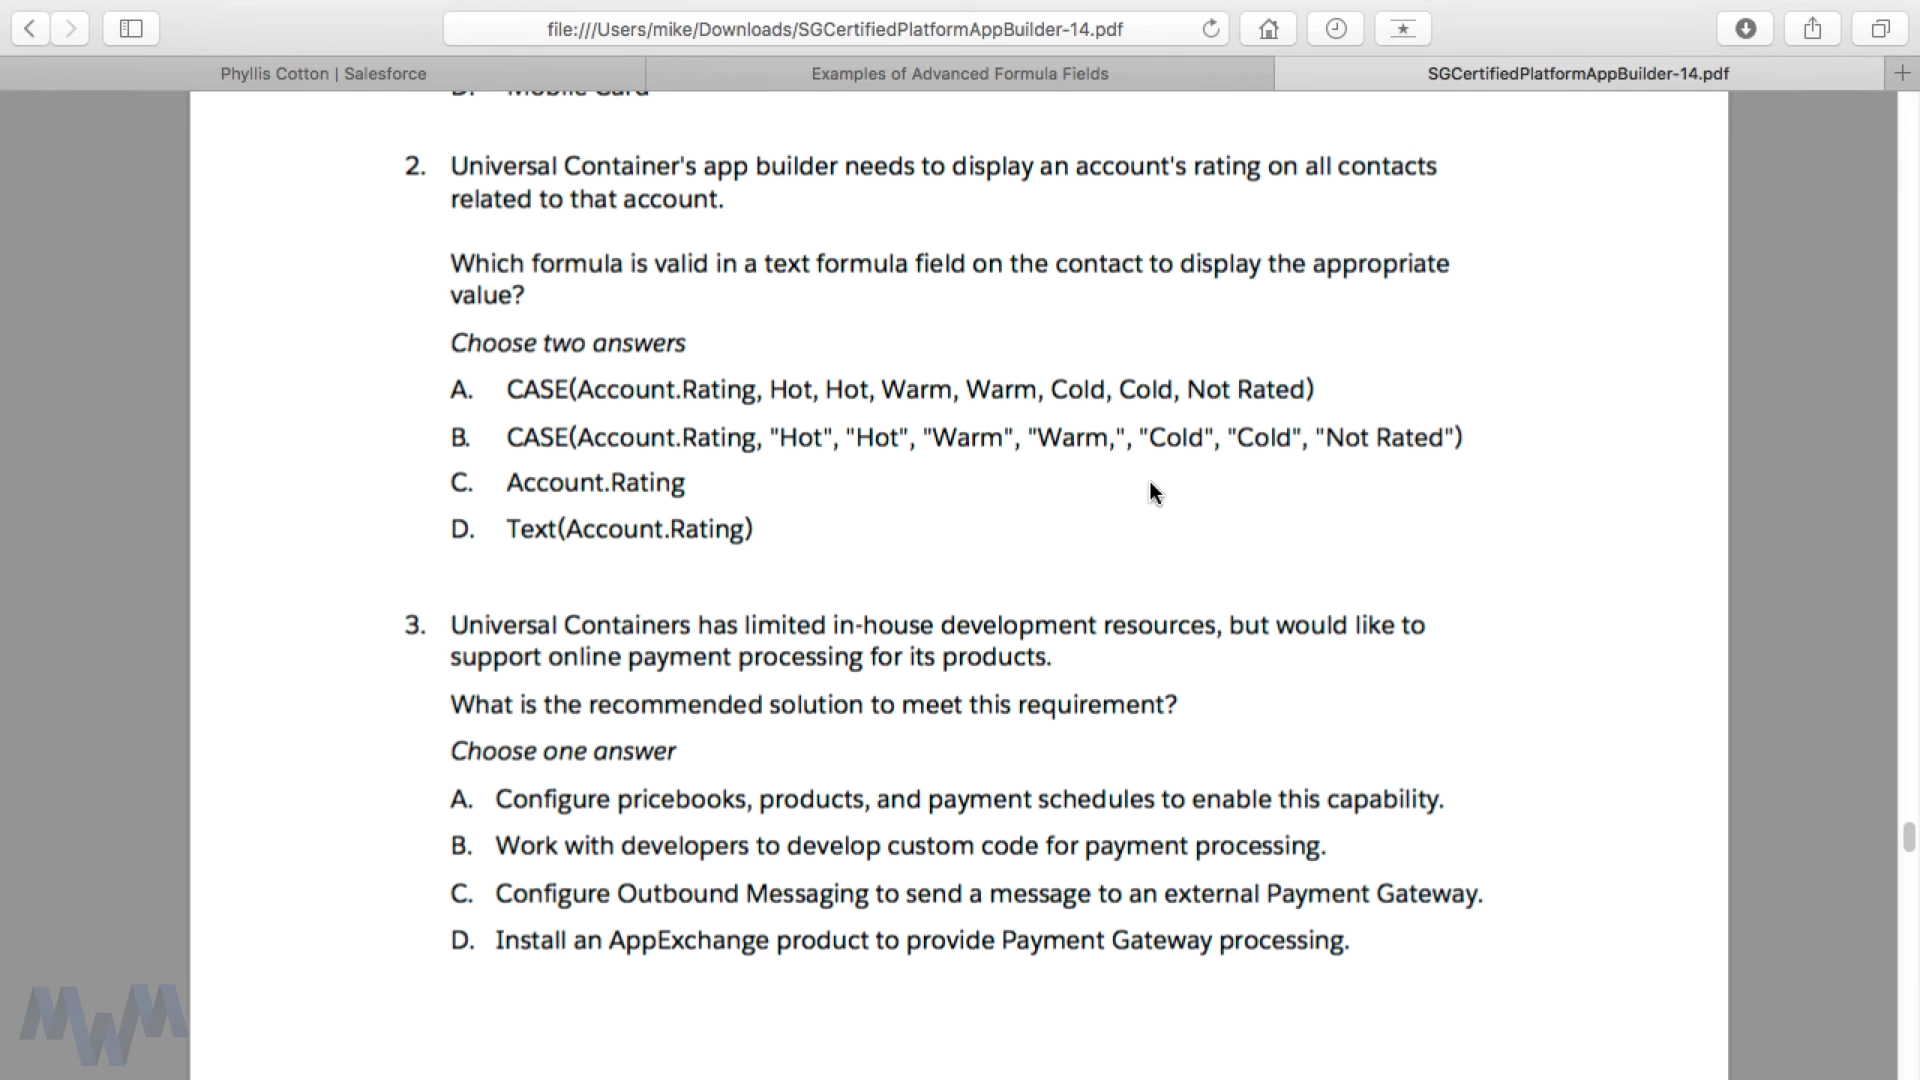 file:///Users/mike/Downloads/SGCertifiedPlatformAppBuilder-14.pdf
Phyllis Cotton | Salesforce
Examples of Advanced Formula Fields
SGCertifiedPlatformAppBuilder-14.pdf
D. Mobile Card
2. Universal Container's app builder needs to display an account's rating on all contacts
related to that account.
Which formula is valid in a text formula field on the contact to display the appropriate
value?
Choose two answers
A. CASE(Account.Rating, Hot, Hot, Warm, Warm, Cold, Cold, Not Rated)
B. CASE(Account.Rating, "Hot", "Hot", "Warm", "Warm,", "Cold", "Cold", "Not Rated")
C. Account.Rating
D. Text(Account.Rating)
3. Universal Containers has limited in-house development resources, but would like to
support online payment processing for its products.
What is the recommended solution to meet this requirement?
Choose one answer
A. Configure pricebooks, products, and payment schedules to enable this capability.
B. Work with developers to develop custom code for payment processing.
C. Configure Outbound Messaging to send a message to an external Payment Gateway.
D. Install an AppExchange product to provide Payment Gateway processing.
MWM